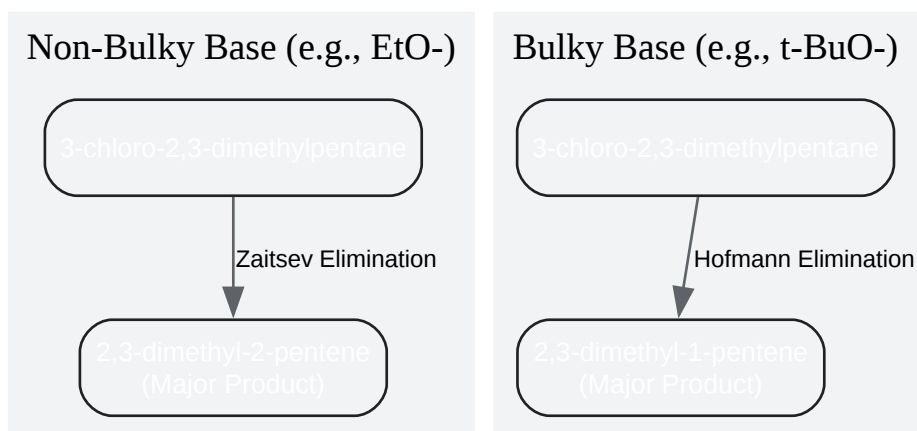 Non-Bulky Base (e.g., EtO-)
3-chloro-2,3-dimethylpentane
Zaitsev Elimination
2,3-dimethyl-2-pentene
(Major Product)
Bulky Base (e.g., t-BuO-)
3-chloro-2,3-dimethylpentane
Hofmann Elimination
2,3-dimethyl-1-pentene
(Major Product)